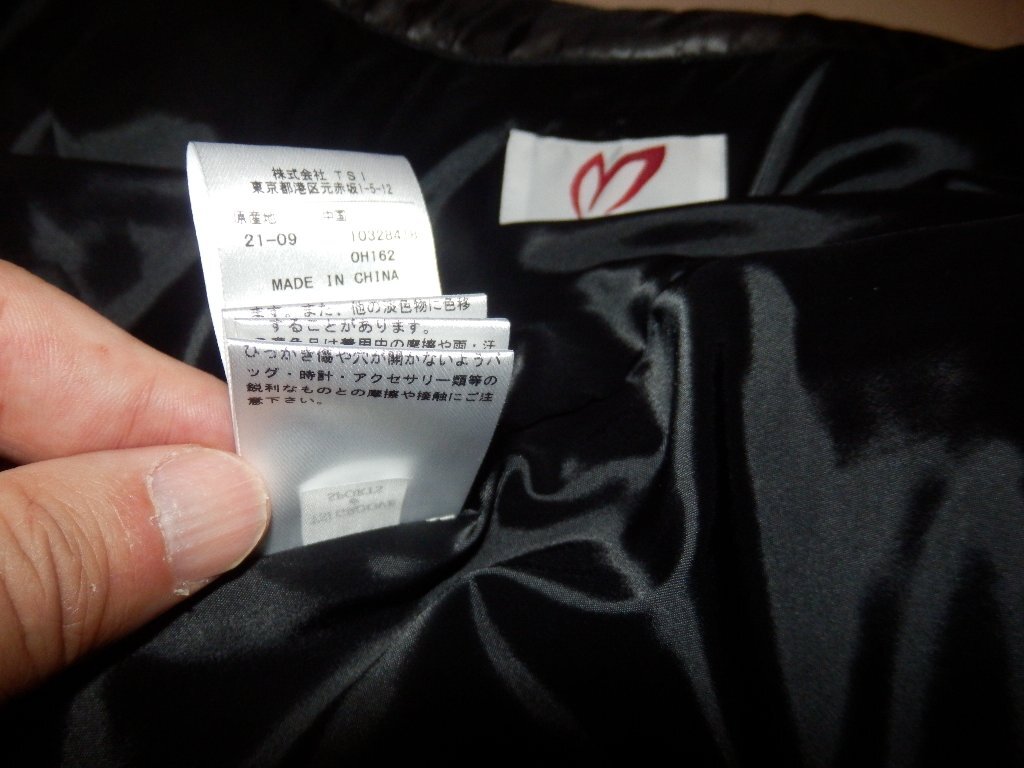 株式会社 TSI
東京都港区元赤坂1-5-12
原産地 中国
21-09 1032841
OH162
MADE IN CHINA
ます。また、他の淡色物に色移
することがあります。
ひっかき傷や穴が開かないようバ
ッグ・時計・アクセサリー類等の
鋭利なものとの摩擦や接触にご注
意下さい。